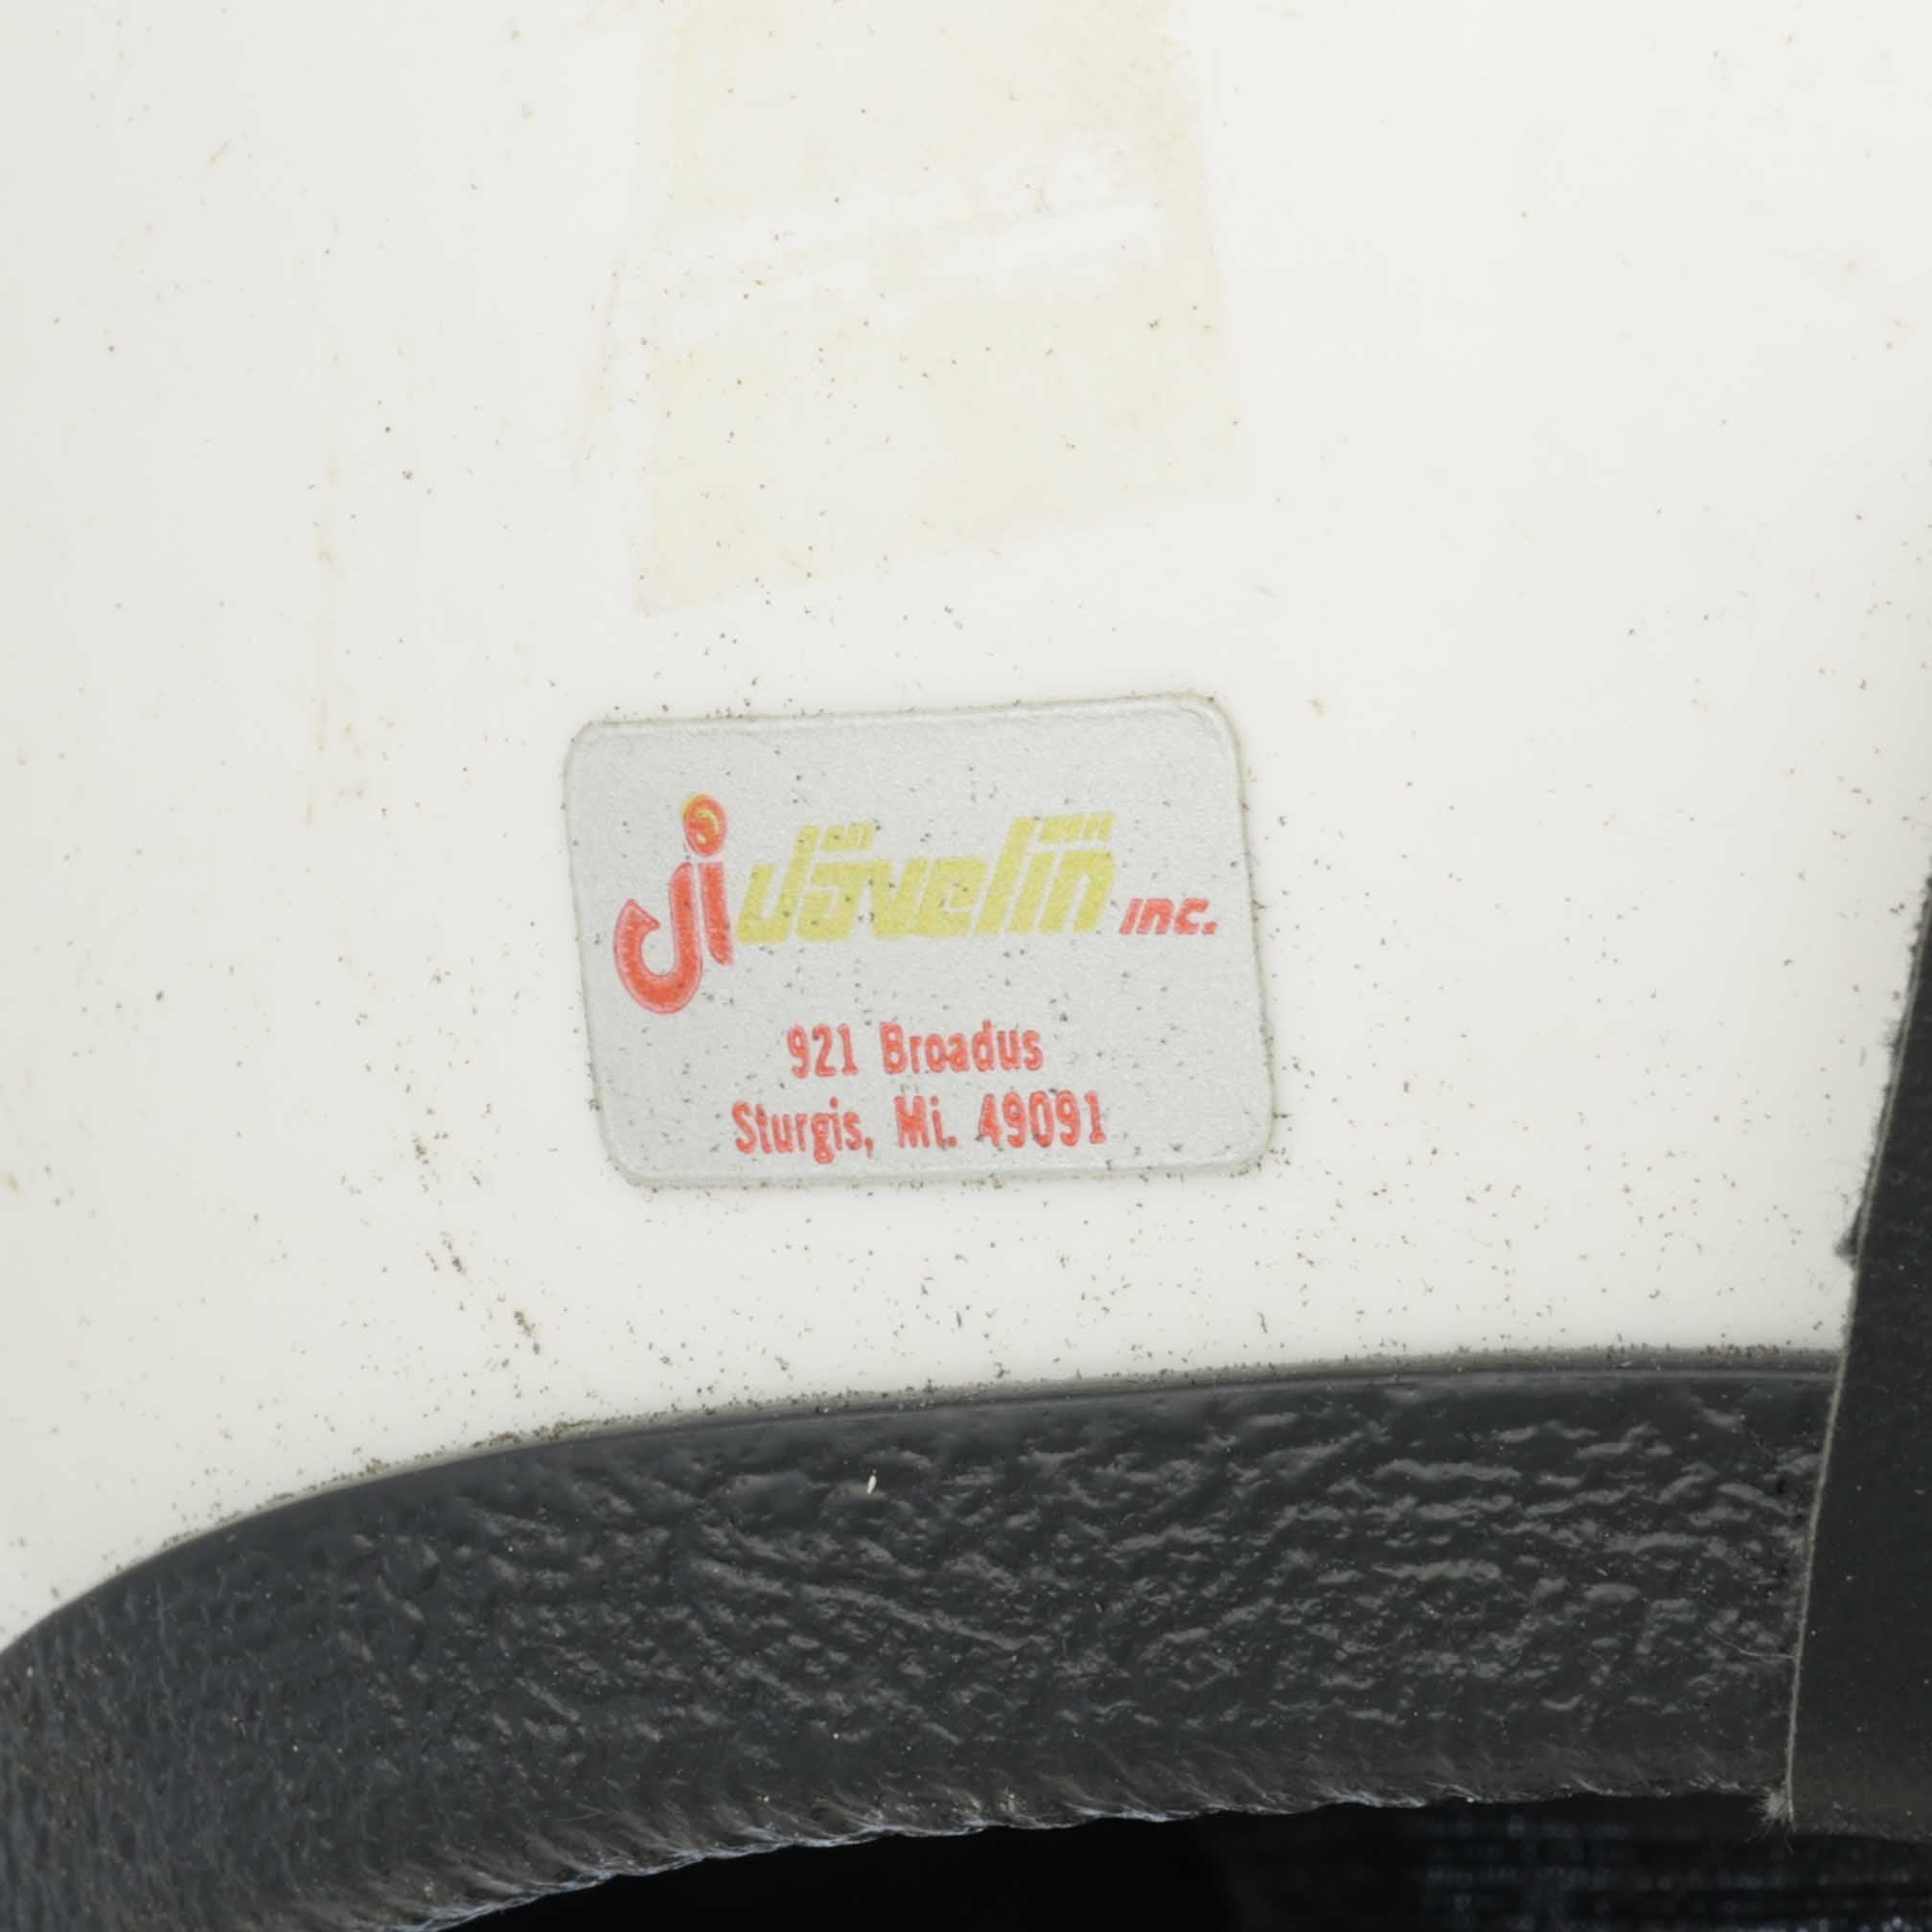 ji Javelin inc.
921 Broadus
Sturgis, Mi. 49091